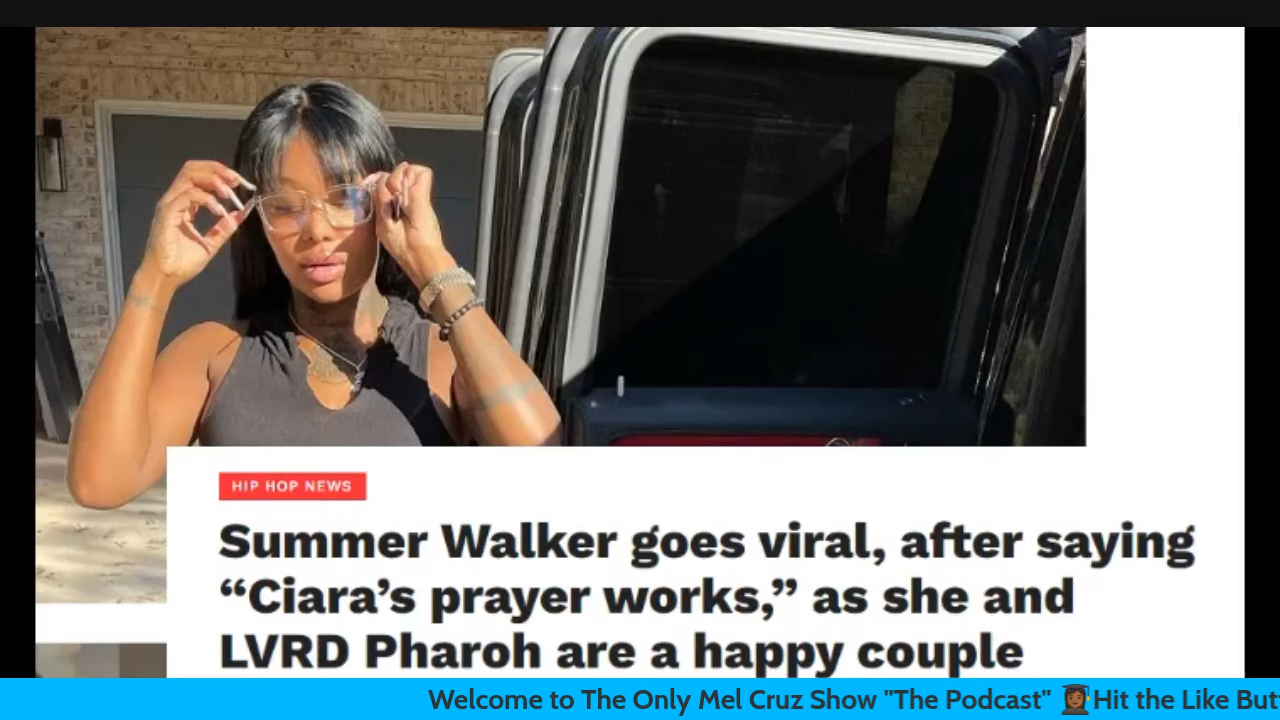 HIP HOP NEWS
Summer Walker goes viral, after saying
“Ciara’s prayer works,” as she and
LVRD Pharoh are a happy couple
Welcome to The Only Mel Cruz Show "The Podcast" 👩🏾‍🎓Hit the Like But